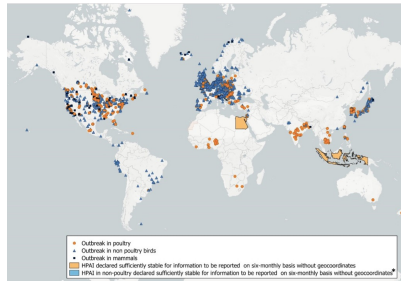 Outbreak in poultry
Outbreak in non poultry birds
Outbreak in mammals
HPAI declared sufficiently stable for information to be reported on six-monthly basis without geocoordinates
HPAI in non-poultry declared sufficiently stable for information to be reported on six-monthly basis without geocoordinates